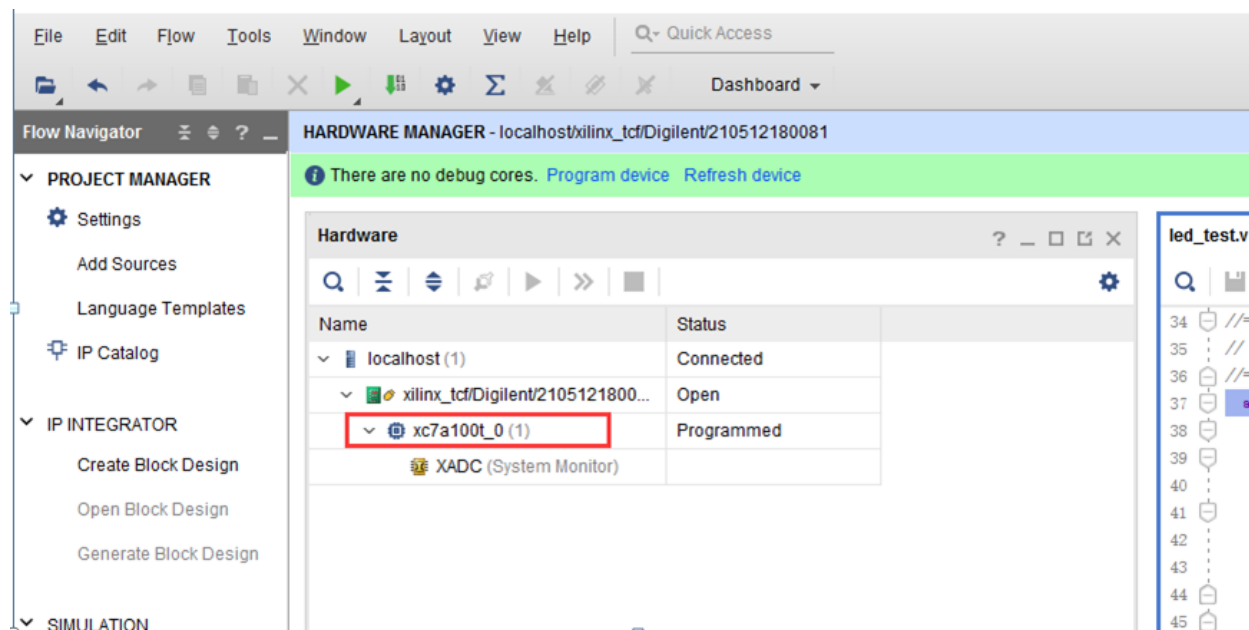 File Edit Flow Tools Window Layout View Help Quick Access
Dashboard
Flow Navigator ? HARDWARE MANAGER - localhost/xilinx_tcf/Digilent/210512180081
There are no debug cores. Program device Refresh device
PROJECT MANAGER
Settings
Add Sources
Language Templates
IP Catalog
IP INTEGRATOR
Create Block Design
Open Block Design
Generate Block Design
SIMULATION
Hardware ?
Name Status
localhost (1) Connected
xilinx_tcf/Digilent/2105121800... Open
xc7a100t_0 (1) Programmed
XADC (System Monitor)
led_test.v
34 //=
35 //
36 //=
37
38
39
40
41
42
43
44
45